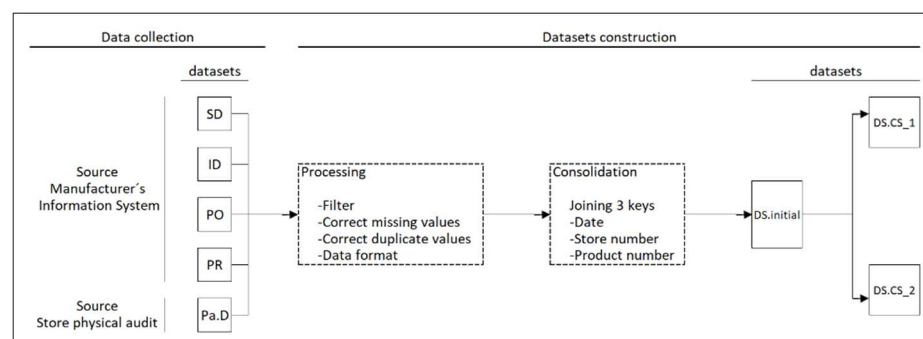 Data collection
Datasets construction
datasets
datasets
SD
ID
PO
PR
Pa.D
Source
Manufacturer´s
Information System
Source
Store physical audit
Processing
-Filter
-Correct missing values
-Correct duplicate values
-Data format
Consolidation
Joining 3 keys
-Date
-Store number
-Product number
DS.initial
DS.CS_1
DS.CS_2